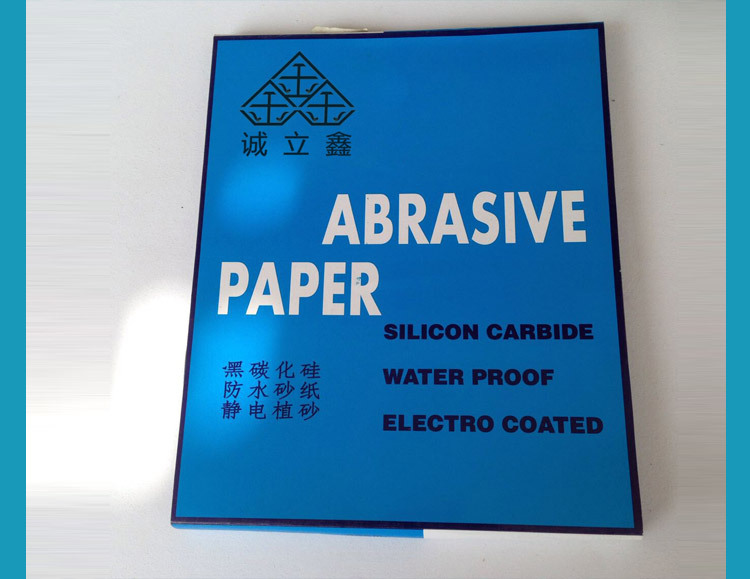 诚立鑫
ABRASIVE
PAPER
SILICON CARBIDE
WATER PROOF
ELECTRO COATED
黑碳化硅
防水砂纸
静电植砂